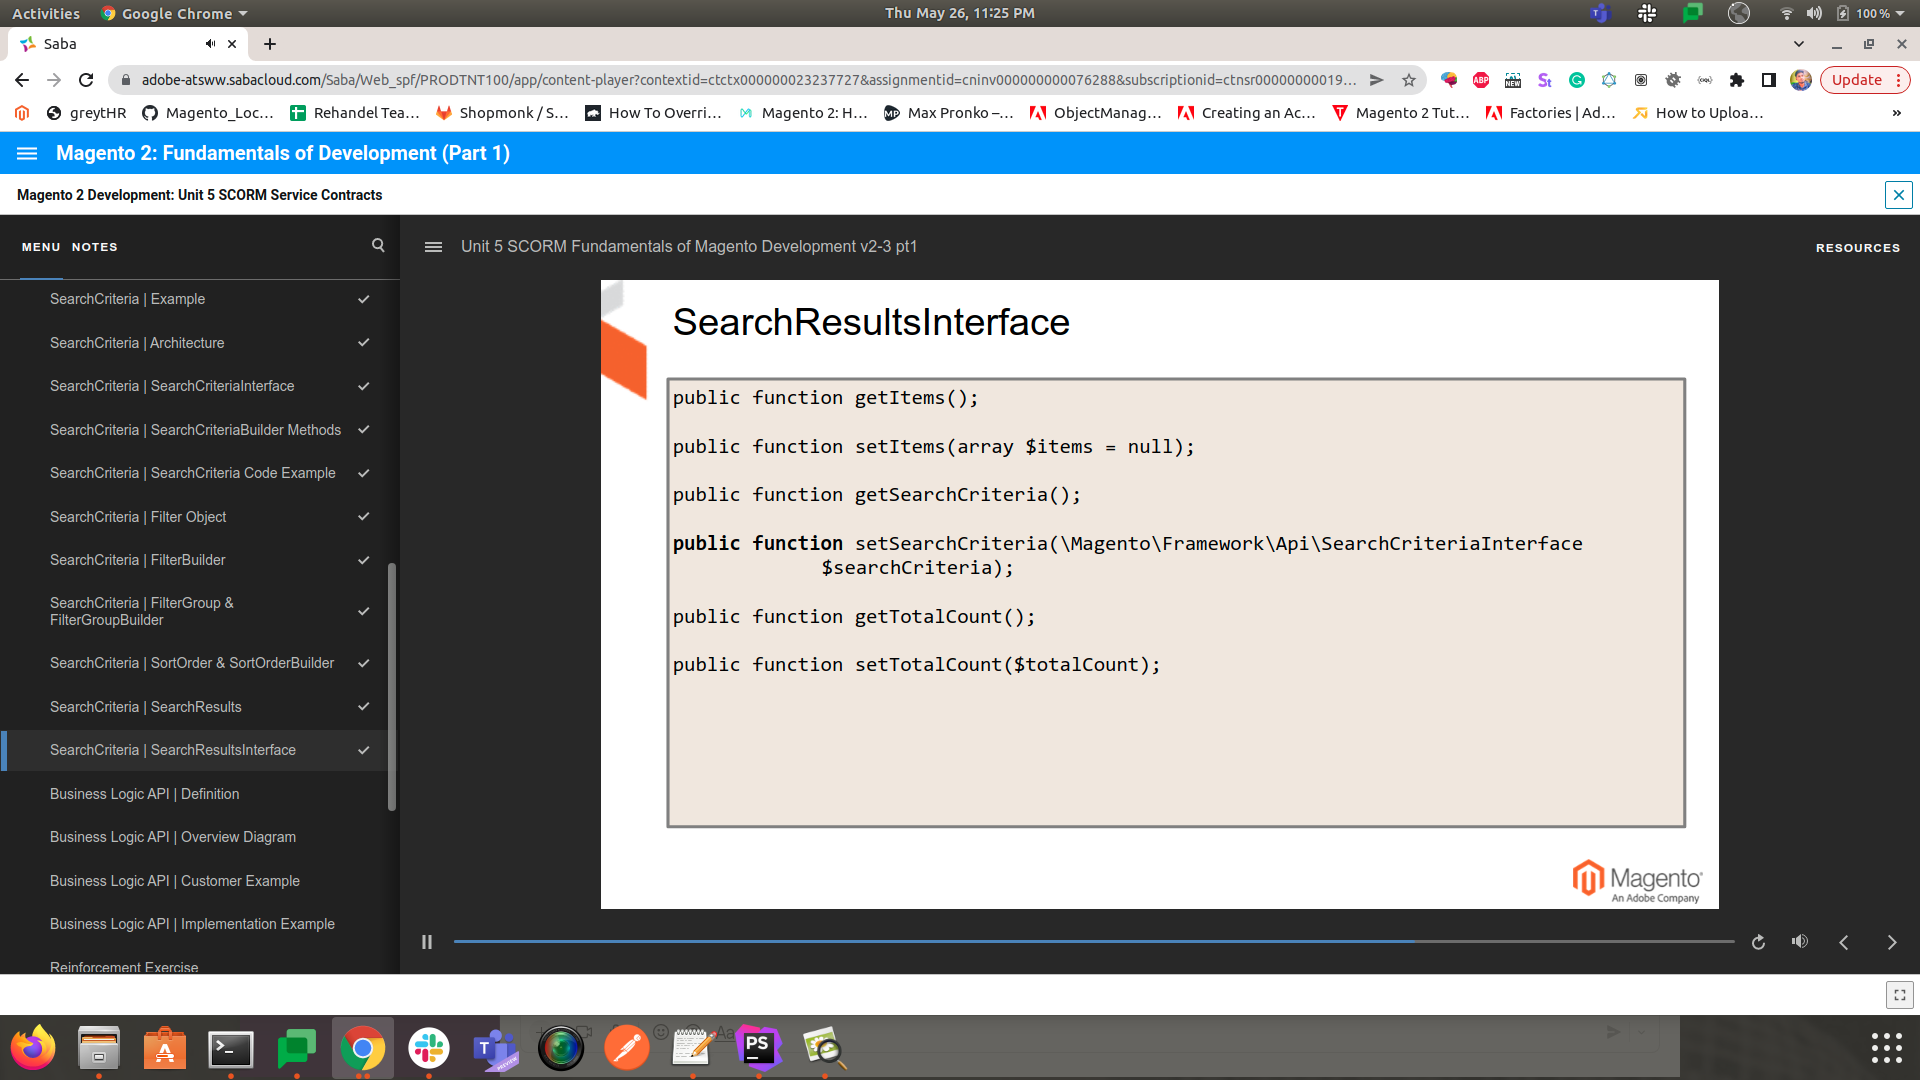 Activities
Google Chrome
Thu May 26, 11:25 PM
100 %
Saba
adobe-atsww.sabacloud.com/Saba/Web_spf/PRODTNT100/app/content-player?contextid=ctctx000000023237727&assignmentid=cninv000000000076288&subscriptionid=ctnsr00000000019...
ABP
NEW
Update
greytHR
Magento_Loc...
Rehandel Tea...
Shopmonk / S...
How To Overri...
Magento 2: H...
Max Pronko –...
ObjectManag...
Creating an Ac...
Magento 2 Tut...
Factories | Ad...
How to Uploa...
»
Magento 2: Fundamentals of Development (Part 1)
Magento 2 Development: Unit 5 SCORM Service Contracts
MENU NOTES
Unit 5 SCORM Fundamentals of Magento Development v2-3 pt1
RESOURCES
SearchCriteria | Example
SearchCriteria | Architecture
SearchCriteria | SearchCriteriaInterface
SearchCriteria | SearchCriteriaBuilder Methods
SearchCriteria | SearchCriteria Code Example
SearchCriteria | Filter Object
SearchCriteria | FilterBuilder
SearchCriteria | FilterGroup &
FilterGroupBuilder
SearchCriteria | SortOrder & SortOrderBuilder
SearchCriteria | SearchResults
SearchCriteria | SearchResultsInterface
Business Logic API | Definition
Business Logic API | Overview Diagram
Business Logic API | Customer Example
Business Logic API | Implementation Example
Reinforcement Exercise
SearchResultsInterface
public function getItems();
public function setItems(array $items = null);
public function getSearchCriteria();
public function setSearchCriteria(\Magento\Framework\Api\SearchCriteriaInterface
$searchCriteria);
public function getTotalCount();
public function setTotalCount($totalCount);
Magento
An Adobe Company
PS